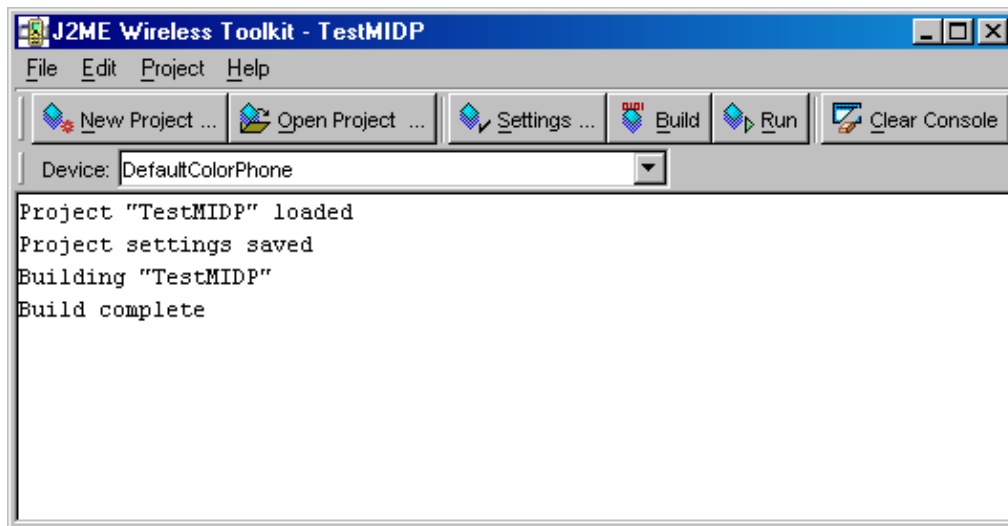 J2ME Wireless Toolkit - TestMIDP
File Edit Project Help
New Project ... Open Project ... Settings ... Build Run Clear Console
Device: DefaultColorPhone
Project "TestMIDP" loaded
Project settings saved
Building "TestMIDP"
Build complete